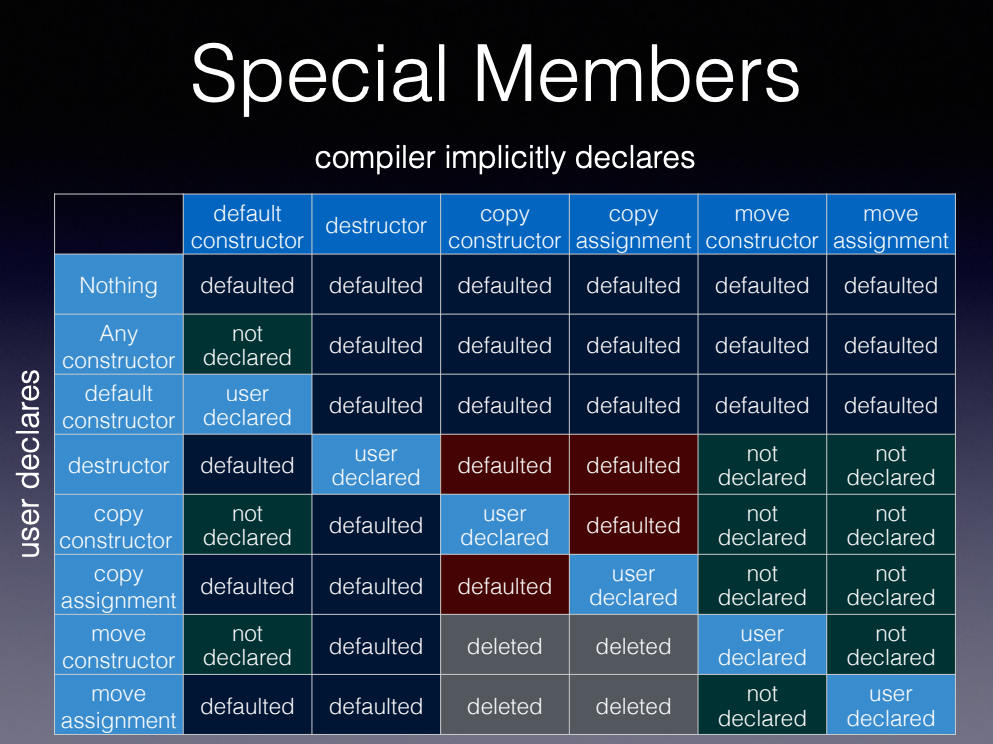 Special Members
compiler implicitly declares
user declares
default
constructor
destructor
copy
constructor
copy
assignment
move
constructor
move
assignment
Nothing
defaulted
defaulted
defaulted
defaulted
defaulted
defaulted
Any
constructor
not
declared
defaulted
defaulted
defaulted
defaulted
defaulted
default
constructor
user
declared
defaulted
defaulted
defaulted
defaulted
defaulted
destructor
defaulted
user
declared
defaulted
defaulted
not
declared
not
declared
copy
constructor
not
declared
defaulted
user
declared
defaulted
not
declared
not
declared
copy
assignment
defaulted
defaulted
defaulted
user
declared
not
declared
not
declared
move
constructor
not
declared
defaulted
deleted
deleted
user
declared
not
declared
move
assignment
defaulted
defaulted
deleted
deleted
not
declared
user
declared